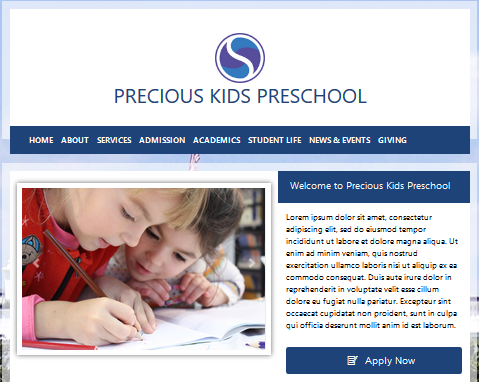 PRECIOUS KIDS PRESCHOOL
HOME ABOUT SERVICES ADMISSION ACADEMICS STUDENT LIFE NEWS & EVENTS GIVING
Welcome to Precious Kids Preschool
Lorem ipsum dolor sit amet, consectetur
adipiscing elit, sed do eiusmod tempor
incididunt ut labore et dolore magna aliqua. Ut
enim ad minim veniam, quis nostrud
exercitation ullamco laboris nisi ut aliquip ex ea
commodo consequat. Duis aute irure dolor in
reprehenderit in voluptate velit esse cillum
dolore eu fugiat nulla pariatur. Excepteur sint
occaecat cupidatat non proident, sunt in culpa
qui officia deserunt mollit anim id est laborum.
Apply Now